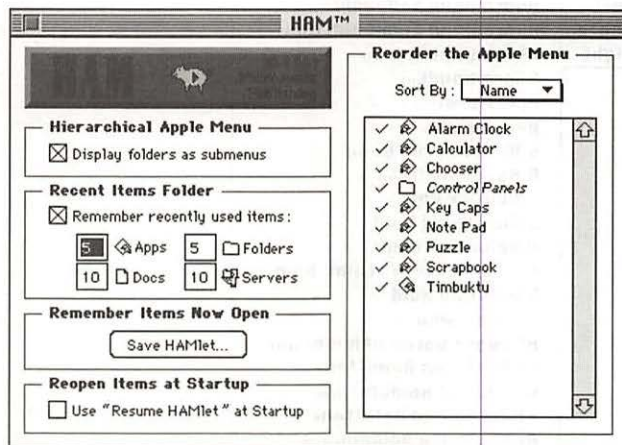 HAM™
HAM
Hierarchical Apple Menu
Display folders as submenus
Recent Items Folder
Remember recently used items:
5 Apps 5 Folders
10 Docs 10 Servers
Remember Items Now Open
Save HAMlet...
Reopen Items at Startup
Use "Resume HAMlet" at Startup
Reorder the Apple Menu
Sort By: Name
Alarm Clock
Calculator
Chooser
Control Panels
Key Caps
Note Pad
Puzzle
Scrapbook
Timbuktu